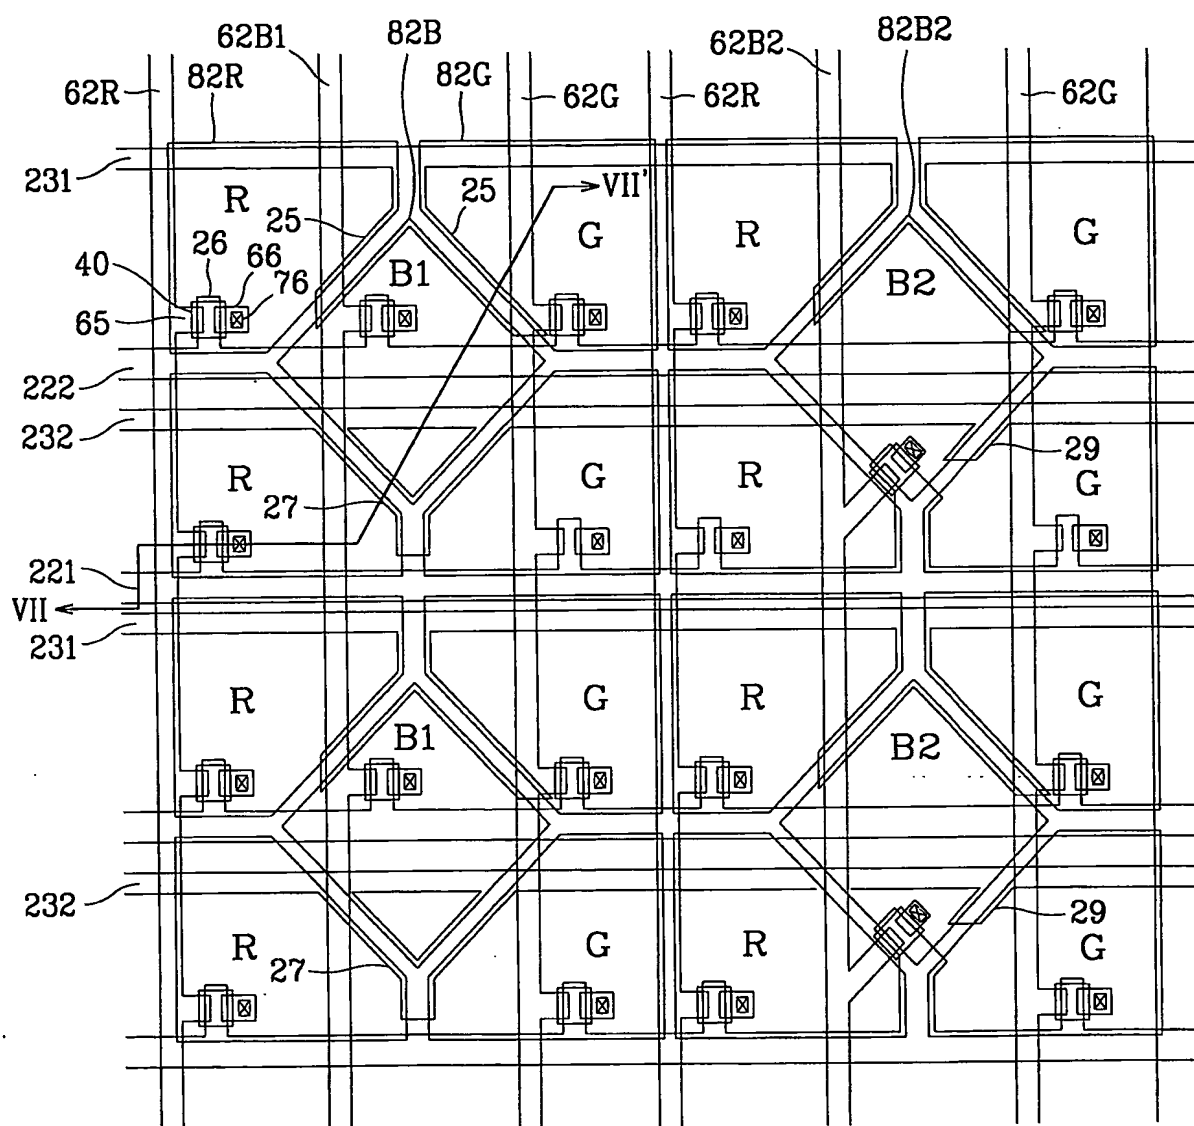 62R 82R 62B1 82B 82G 62G 62R 62B2 82B2 62G
231
R 25 25 VII' G R G
40 26 66 76 B1 B2
65
222
232
R 27 G R 29 G
221
VII
231
R B1 G R B2 G
232
R 27 G R 29 G